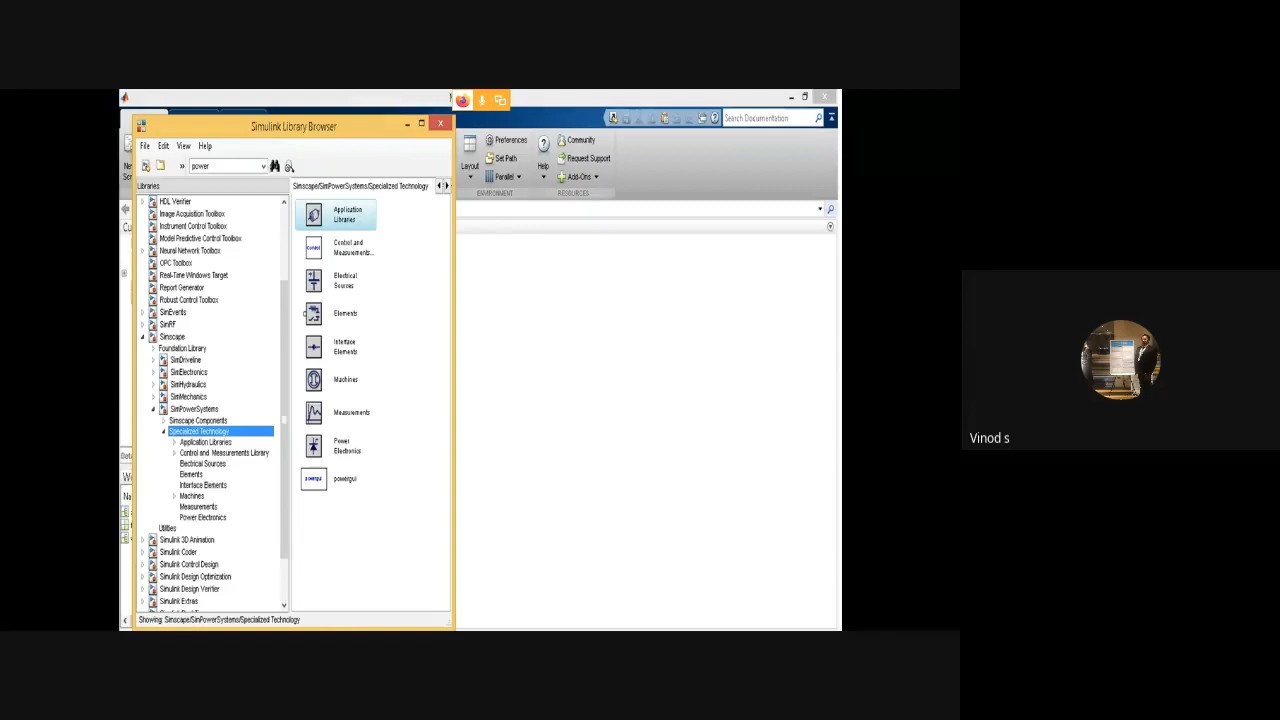 Simulink Library Browser
File Edit View Help
» power
Libraries
HDL Verifier
Image Acquisition Toolbox
Instrument Control Toolbox
Model Predictive Control Toolbox
Neural Network Toolbox
OPC Toolbox
Real-Time Windows Target
Report Generator
Robust Control Toolbox
SimEvents
SimRF
Simscape
Foundation Library
SimDriveline
SimElectronics
SimHydraulics
SimMechanics
SimPowerSystems
Simscape Components
Specialized Technology
Application Libraries
Control and Measurements Library
Electrical Sources
Elements
Interface Elements
Machines
Measurements
Power Electronics
Utilities
Simulink 3D Animation
Simulink Coder
Simulink Control Design
Simulink Design Optimization
Simulink Design Verifier
Simulink Extras
Showing: Simscape/SimPowerSystems/Specialized Technology
Simscape/SimPowerSystems/Specialized Technology
Application
Libraries
Control
Control and
Measurements...
Electrical
Sources
Elements
Interface
Elements
Machines
Measurements
Power
Electronics
powergui
powergui
Search Documentation
Layout
Preferences
Set Path
Parallel
ENVIRONMENT
Help
Community
Request Support
Add-Ons
RESOURCES
Vinod s